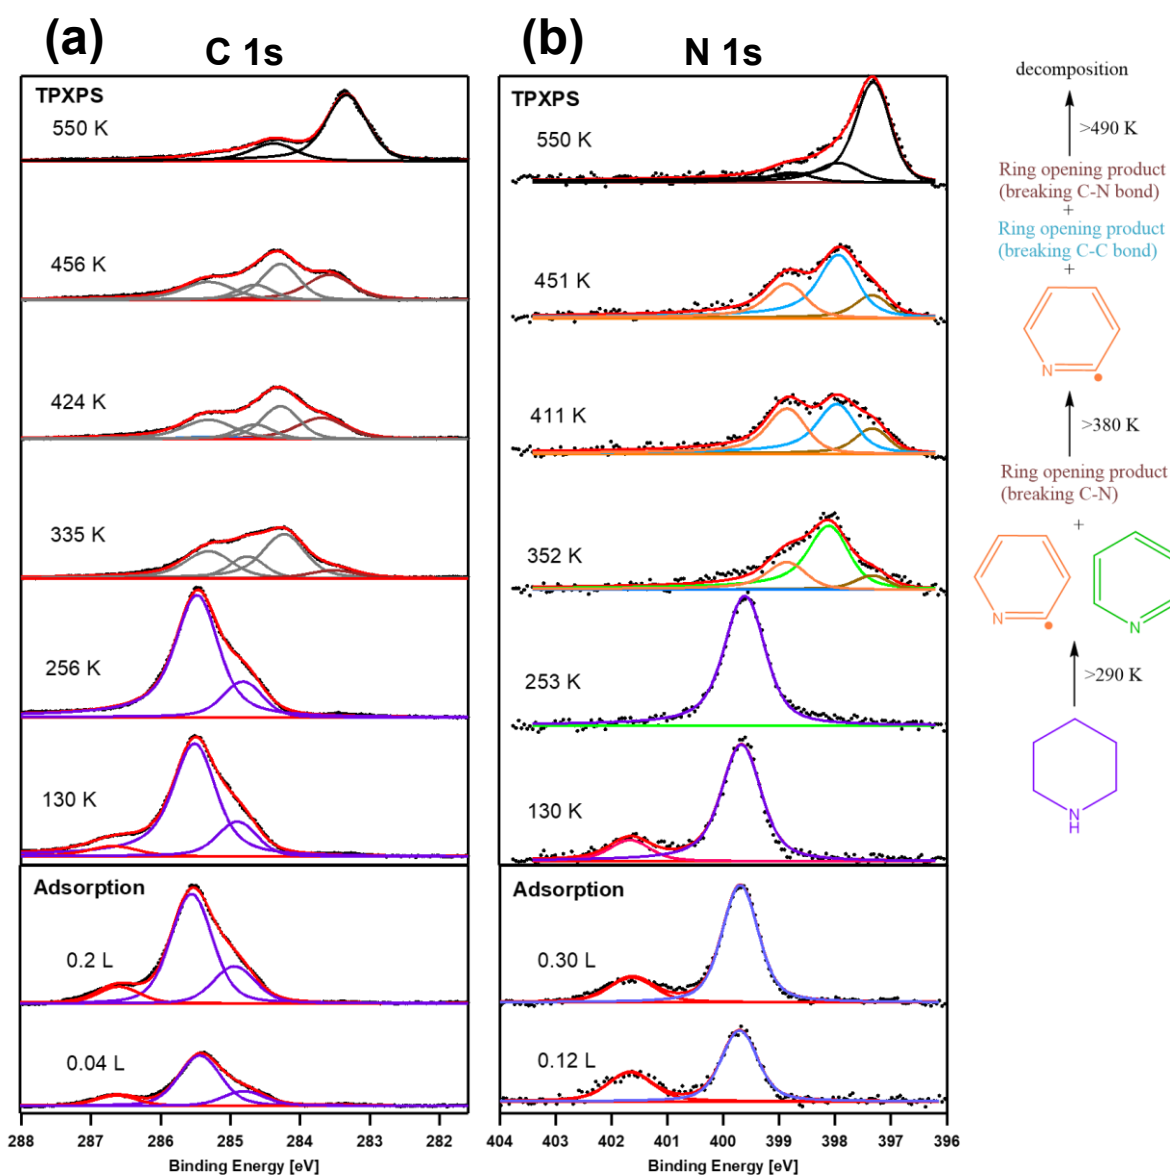 (a)
C 1s
TPXPS
550 K
456 K
424 K
335 K
256 K
130 K
Adsorption
0.2 L
0.04 L
288 287 286 285 284 283 282
Binding Energy [eV]
(b)
N 1s
TPXPS
550 K
451 K
411 K
352 K
253 K
130 K
Adsorption
0.30 L
0.12 L
404 403 402 401 400 399 398 397 396
Binding Energy [eV]
decomposition
>490 K
Ring opening product
(breaking C-N bond)
+
Ring opening product
(breaking C-C bond)
+
N
>380 K
Ring opening product
(breaking C-N)
+
N
N
>290 K
N
H